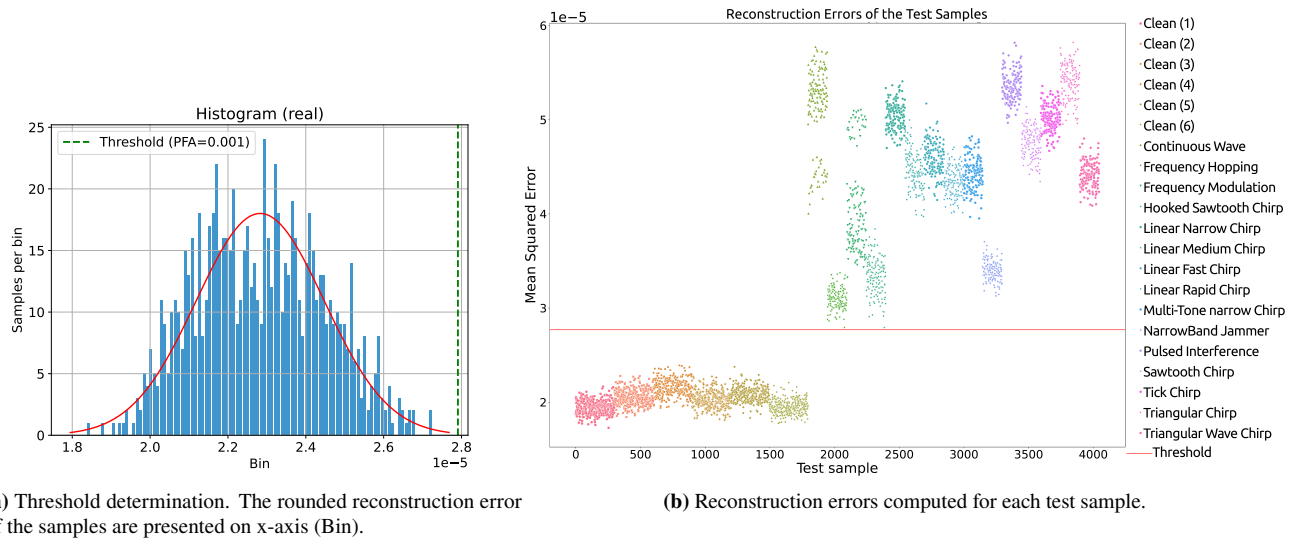 Histogram (real)
Threshold (PFA=0.001)
Samples per bin
25
20
15
10
5
0
1.8
2.0
2.2
2.4
2.6
2.8
1e−5
Bin
) Threshold determination. The rounded reconstruction error
f the samples are presented on x-axis (Bin).
Reconstruction Errors of the Test Samples
1e−5
Mean Squared Error
6
5
4
3
2
0
500
1000
1500
2000
2500
3000
3500
4000
Test sample
Clean (1)
Clean (2)
Clean (3)
Clean (4)
Clean (5)
Clean (6)
Continuous Wave
Frequency Hopping
Frequency Modulation
Hooked Sawtooth Chirp
Linear Narrow Chirp
Linear Medium Chirp
Linear Fast Chirp
Linear Rapid Chirp
Multi-Tone narrow Chirp
NarrowBand Jammer
Pulsed Interference
Sawtooth Chirp
Tick Chirp
Triangular Chirp
Triangular Wave Chirp
Threshold
(b) Reconstruction errors computed for each test sample.